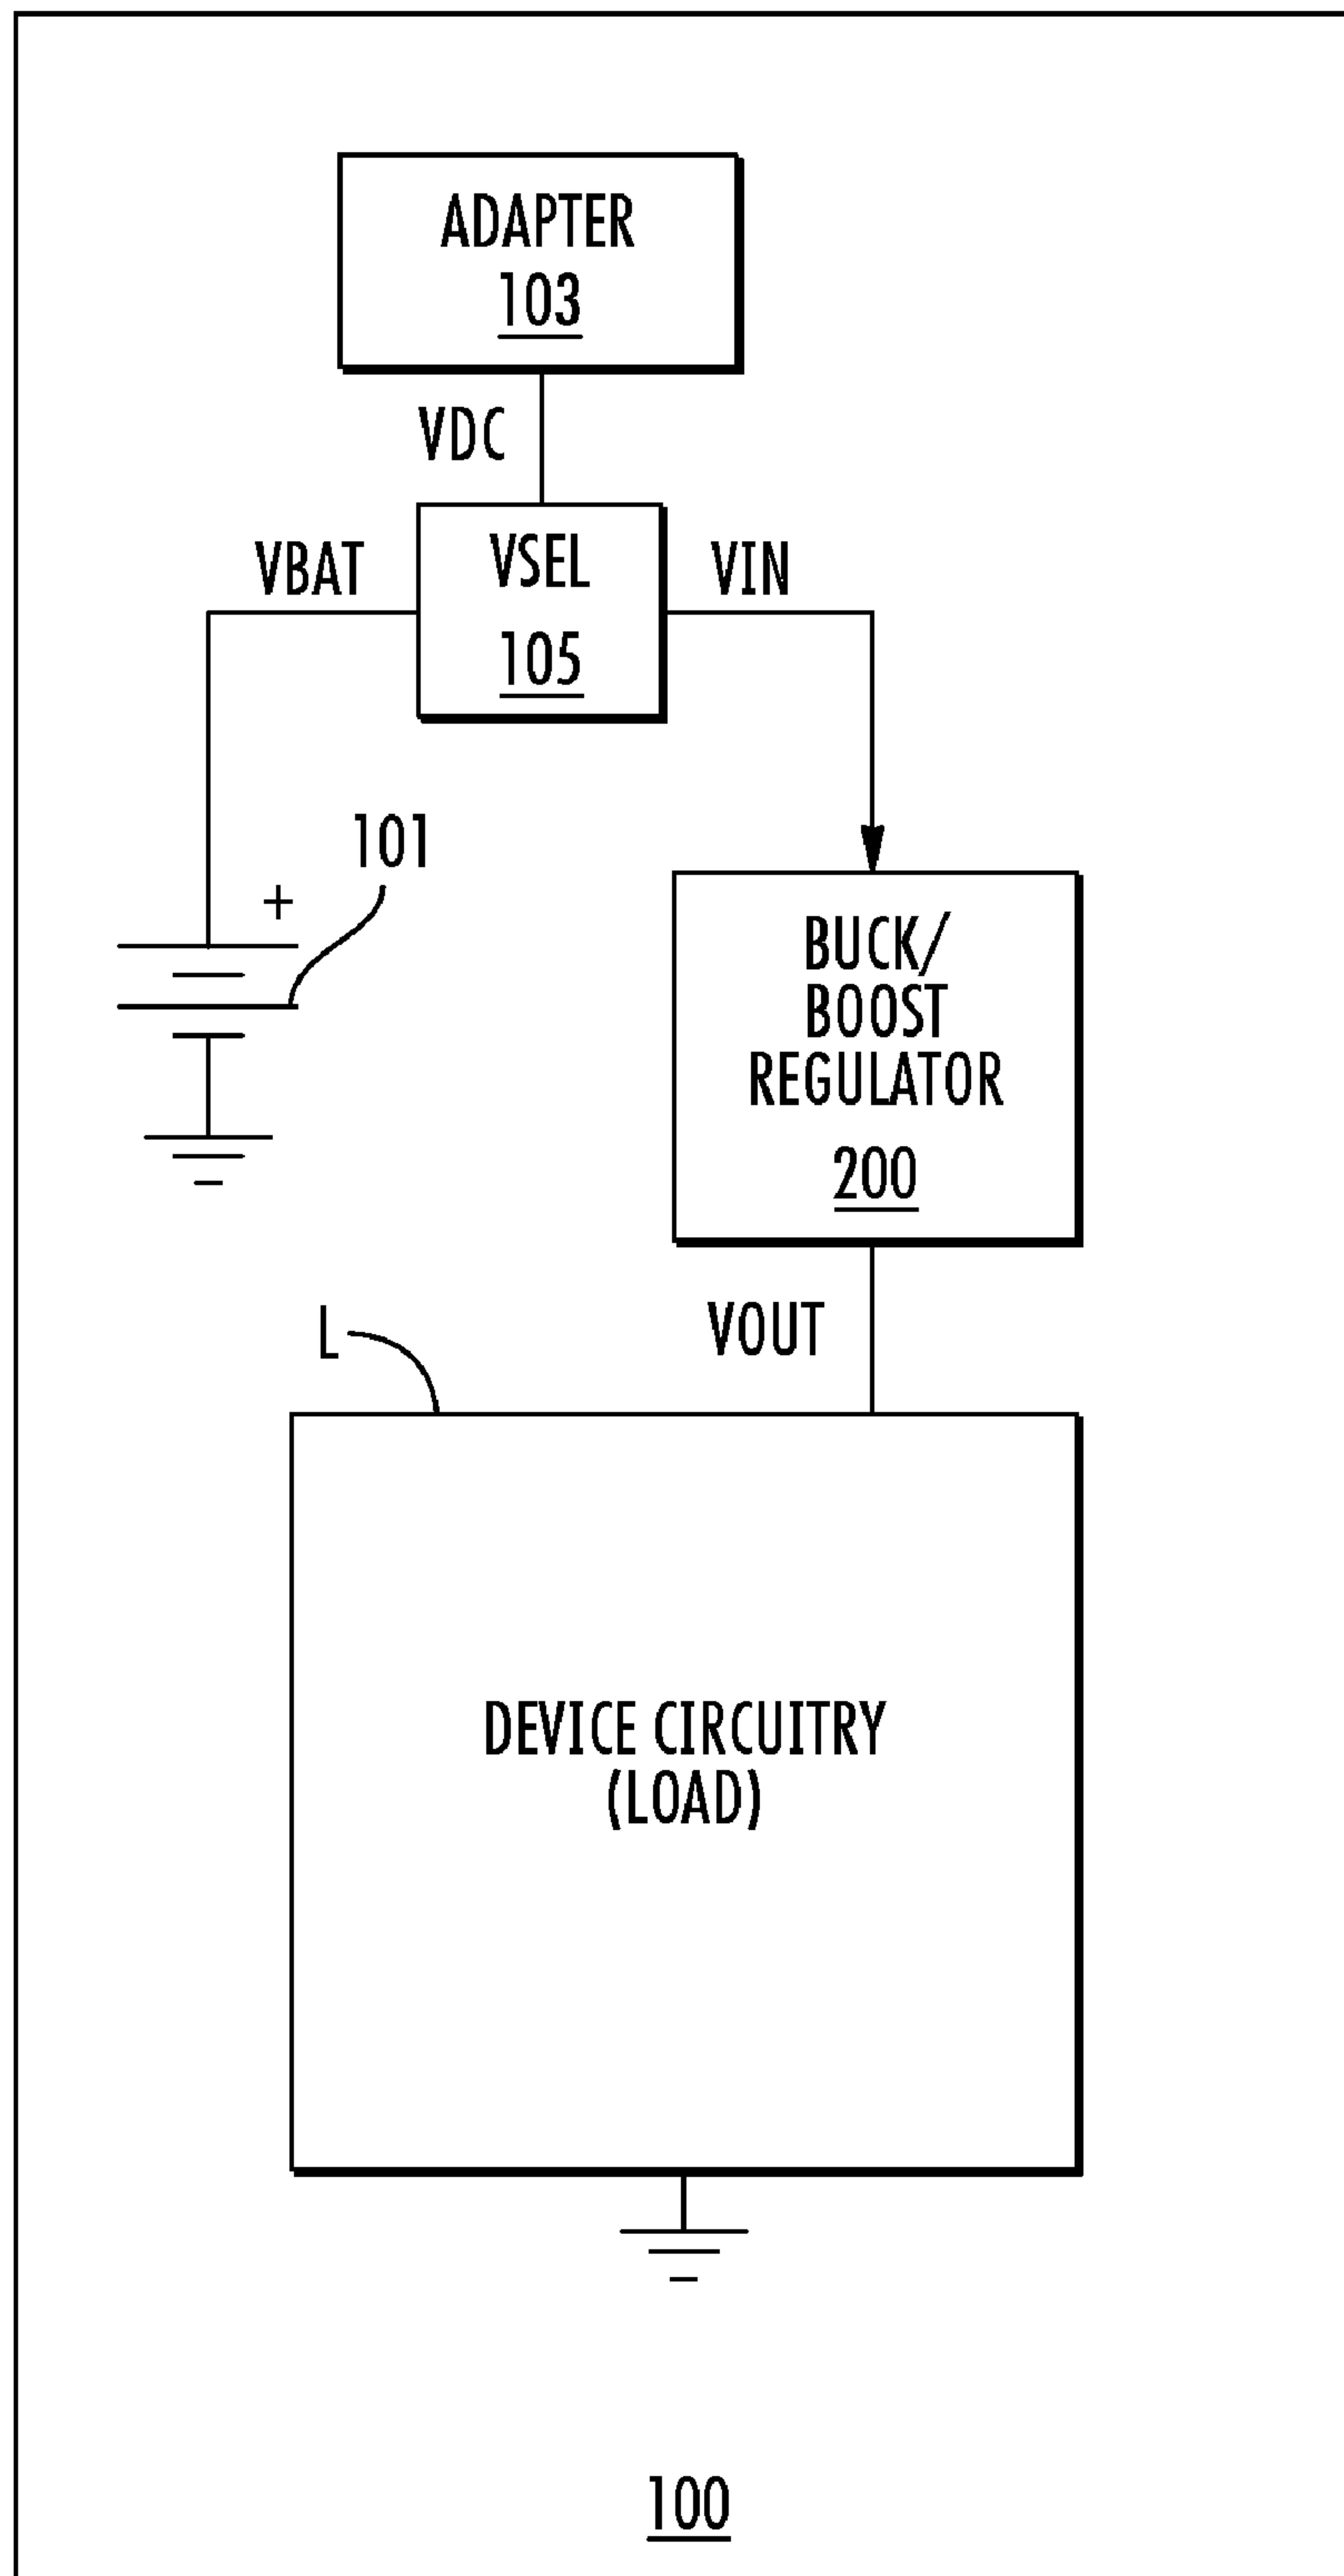 ADAPTER
103
VDC
VBAT
VSEL
105
VIN
101
+
BUCK/
BOOST
REGULATOR
200
L
VOUT
DEVICE CIRCUITRY
(LOAD)
100